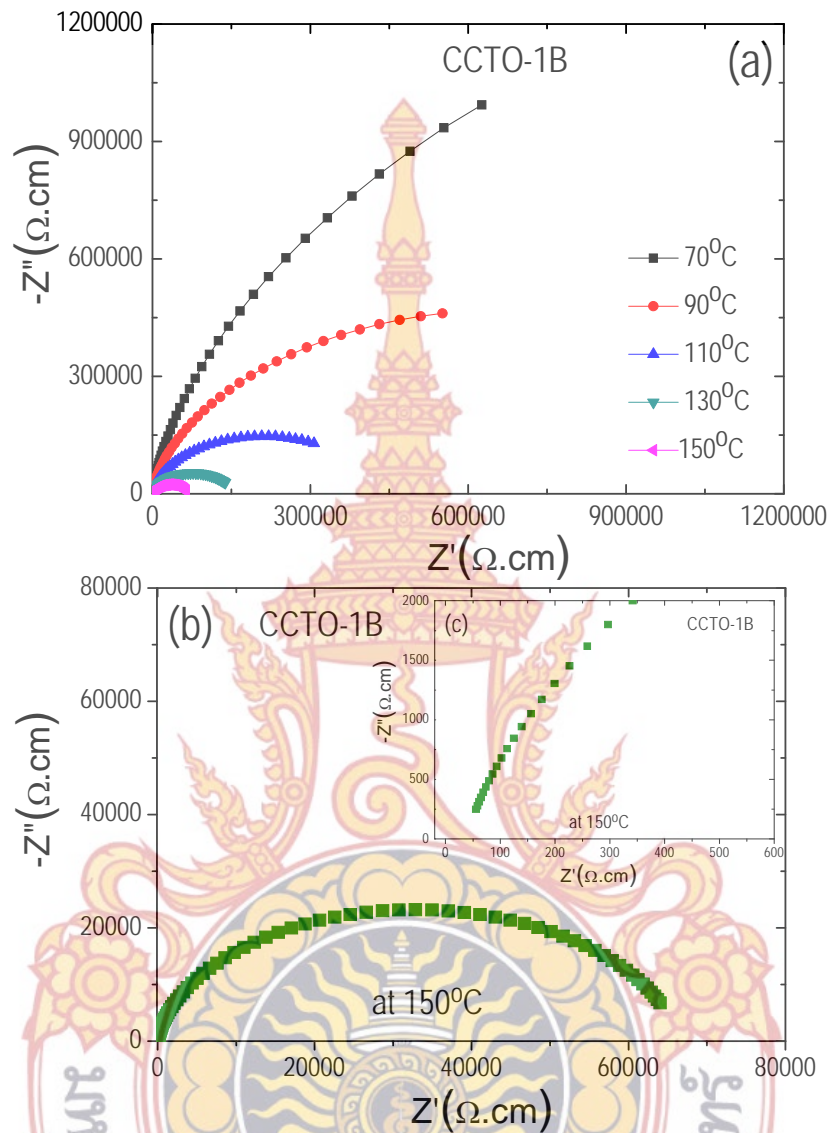 1200000
CCTO-1B
(a)
900000
-Z"(Ω.cm)
600000
70⁰C
90⁰C
300000
110⁰C
130⁰C
150⁰C
0
0 300000 600000 900000 1200000
Z'(Ω.cm)
80000
(b) CCTO-1B
60000
-Z"(Ω.cm)
40000
20000
at 150⁰C
0
0 20000 40000 60000 80000
Z'(Ω.cm)
2000
(c)
CCTO-1B
1500
-Z"(Ω.cm)
1000
500
at 150⁰C
0
0 100 200 300 400 500 600
Z'(Ω.cm)